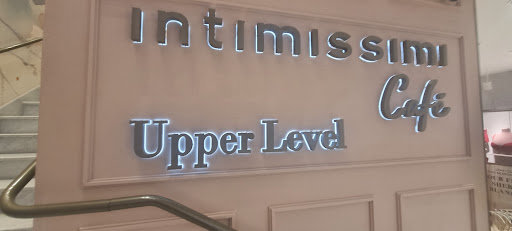 intimissimi
Café
Upper Level